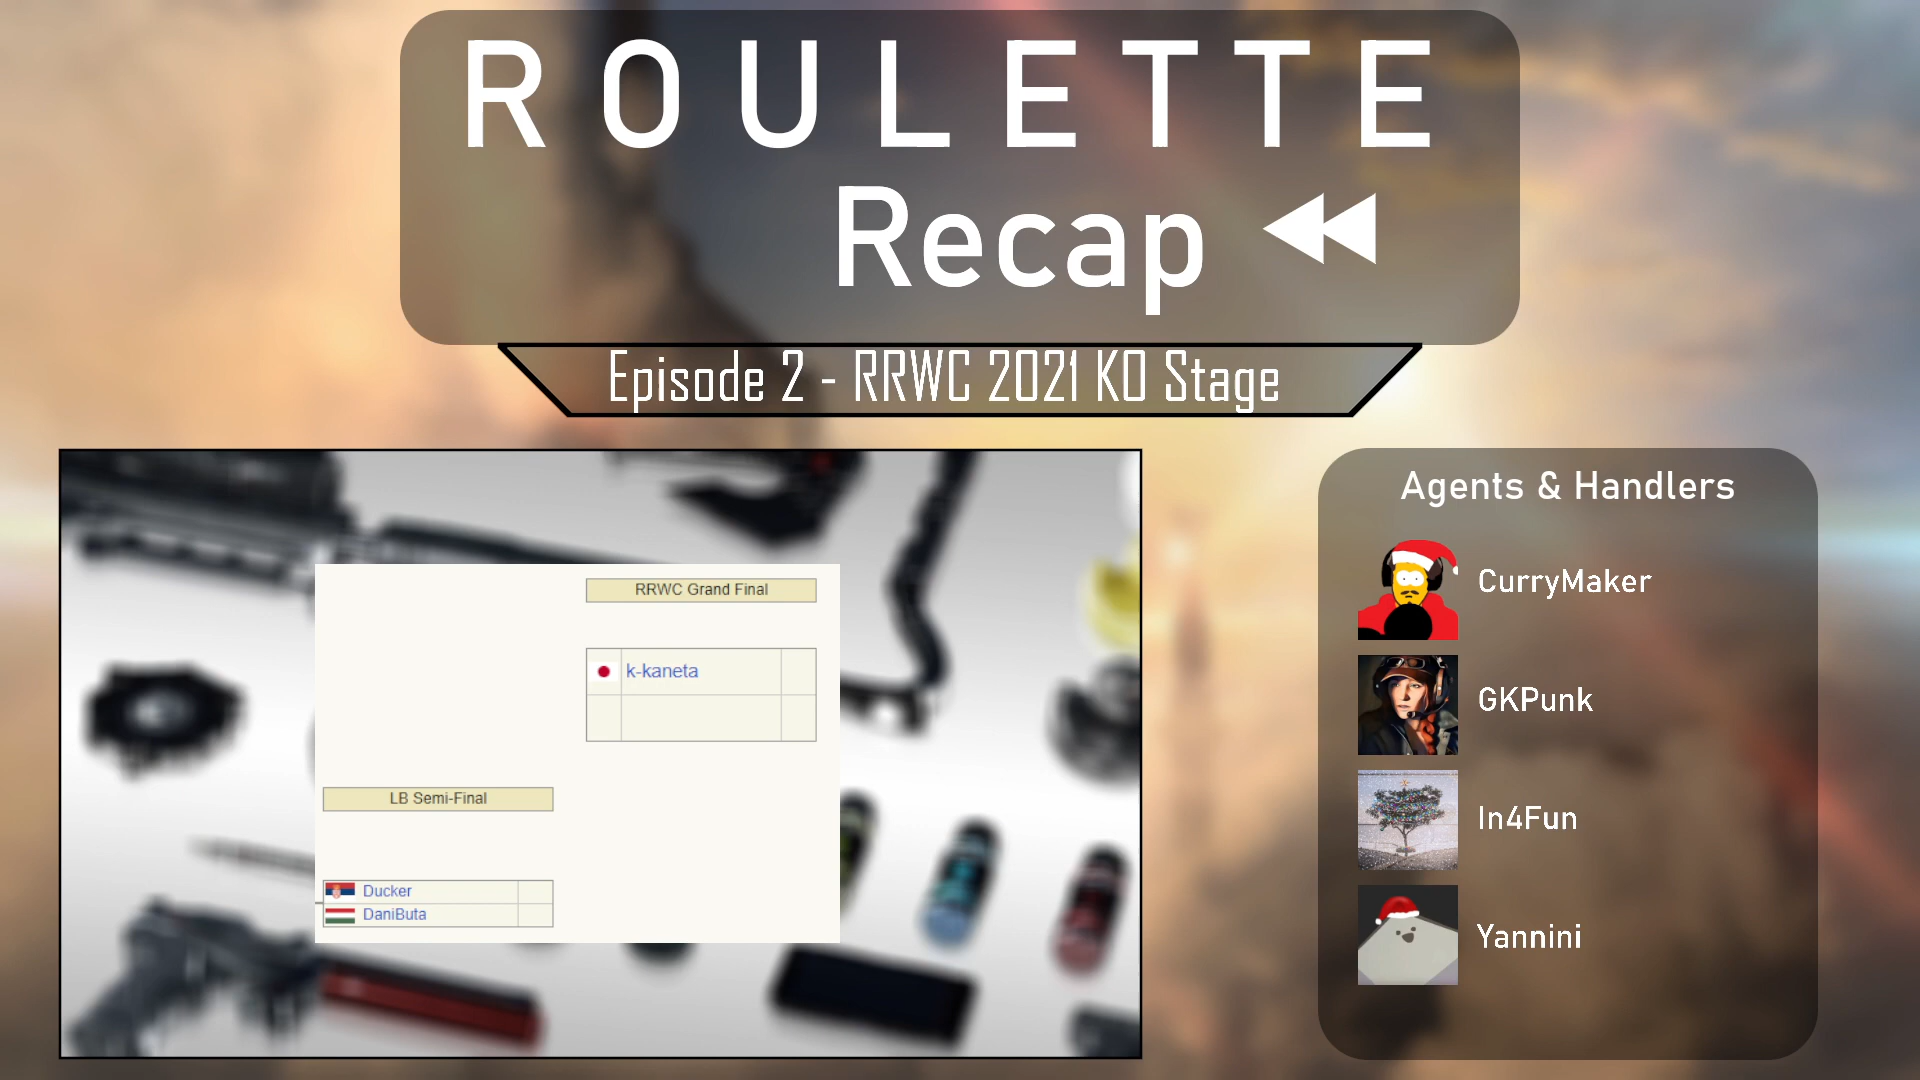 ROULETTE
Recap
Episode 2 - RRWC 2021 KO Stage
RRWC Grand Final
k-kaneta
LB Semi-Final
Ducker
DaniButa
Agents & Handlers
CurryMaker
GKPunk
In4Fun
Yannini